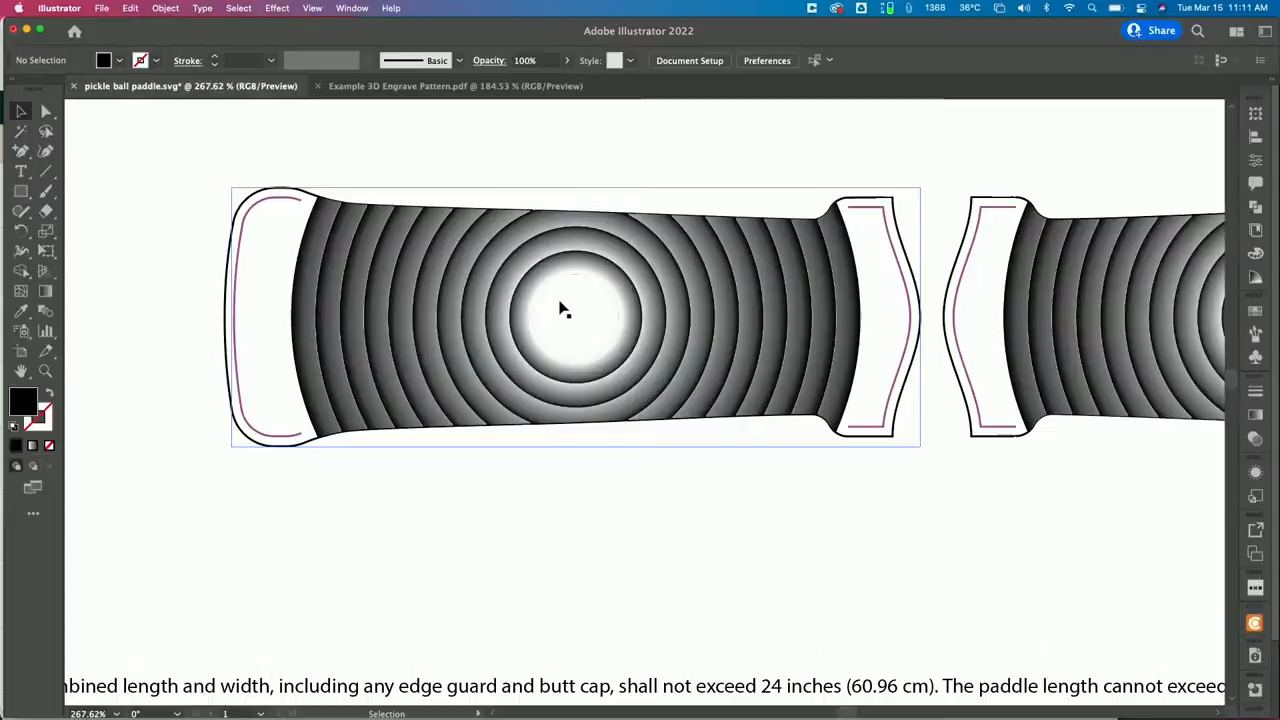 Illustrator File Edit Object Type Select Effect View Window Help 1368 36°C Tue Mar 15 11:11 AM
Adobe Illustrator 2022
Share
No Selection Stroke: Basic Opacity: 100% Style: Document Setup Preferences
pickle ball paddle.svg* @ 267.62 % (RGB/Preview) Example 3D Engrave Pattern.pdf @ 184.53 % (RGB/Preview)
nbined length and width, including any edge guard and butt cap, shall not exceed 24 inches (60.96 cm). The paddle length cannot exceed
267.62% 0° 1 Selection